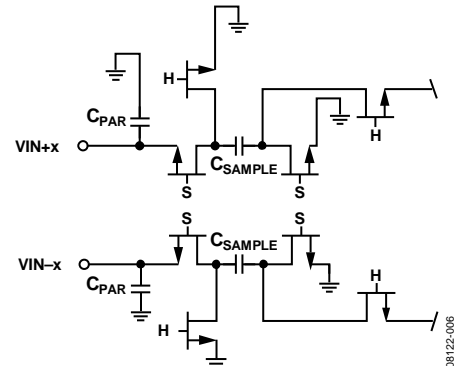 H
C_PAR
H
VIN+x
C_SAMPLE
S
S
S
C_SAMPLE
S
VIN–x
H
C_PAR
H
08122-006